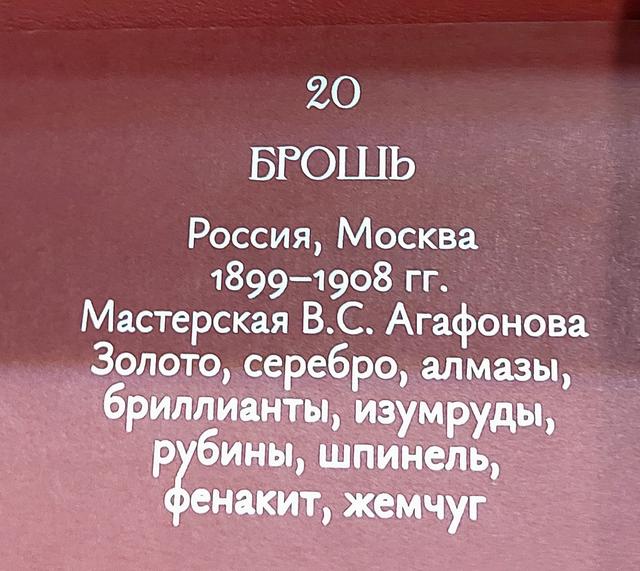 20
БРОШЬ
Россия, Москва
1899–1908 гг.
Мастерская В.С. Агафонова
Золото, серебро, алмазы,
бриллианты, изумруды,
рубины, шпинель,
фенакит, жемчуг